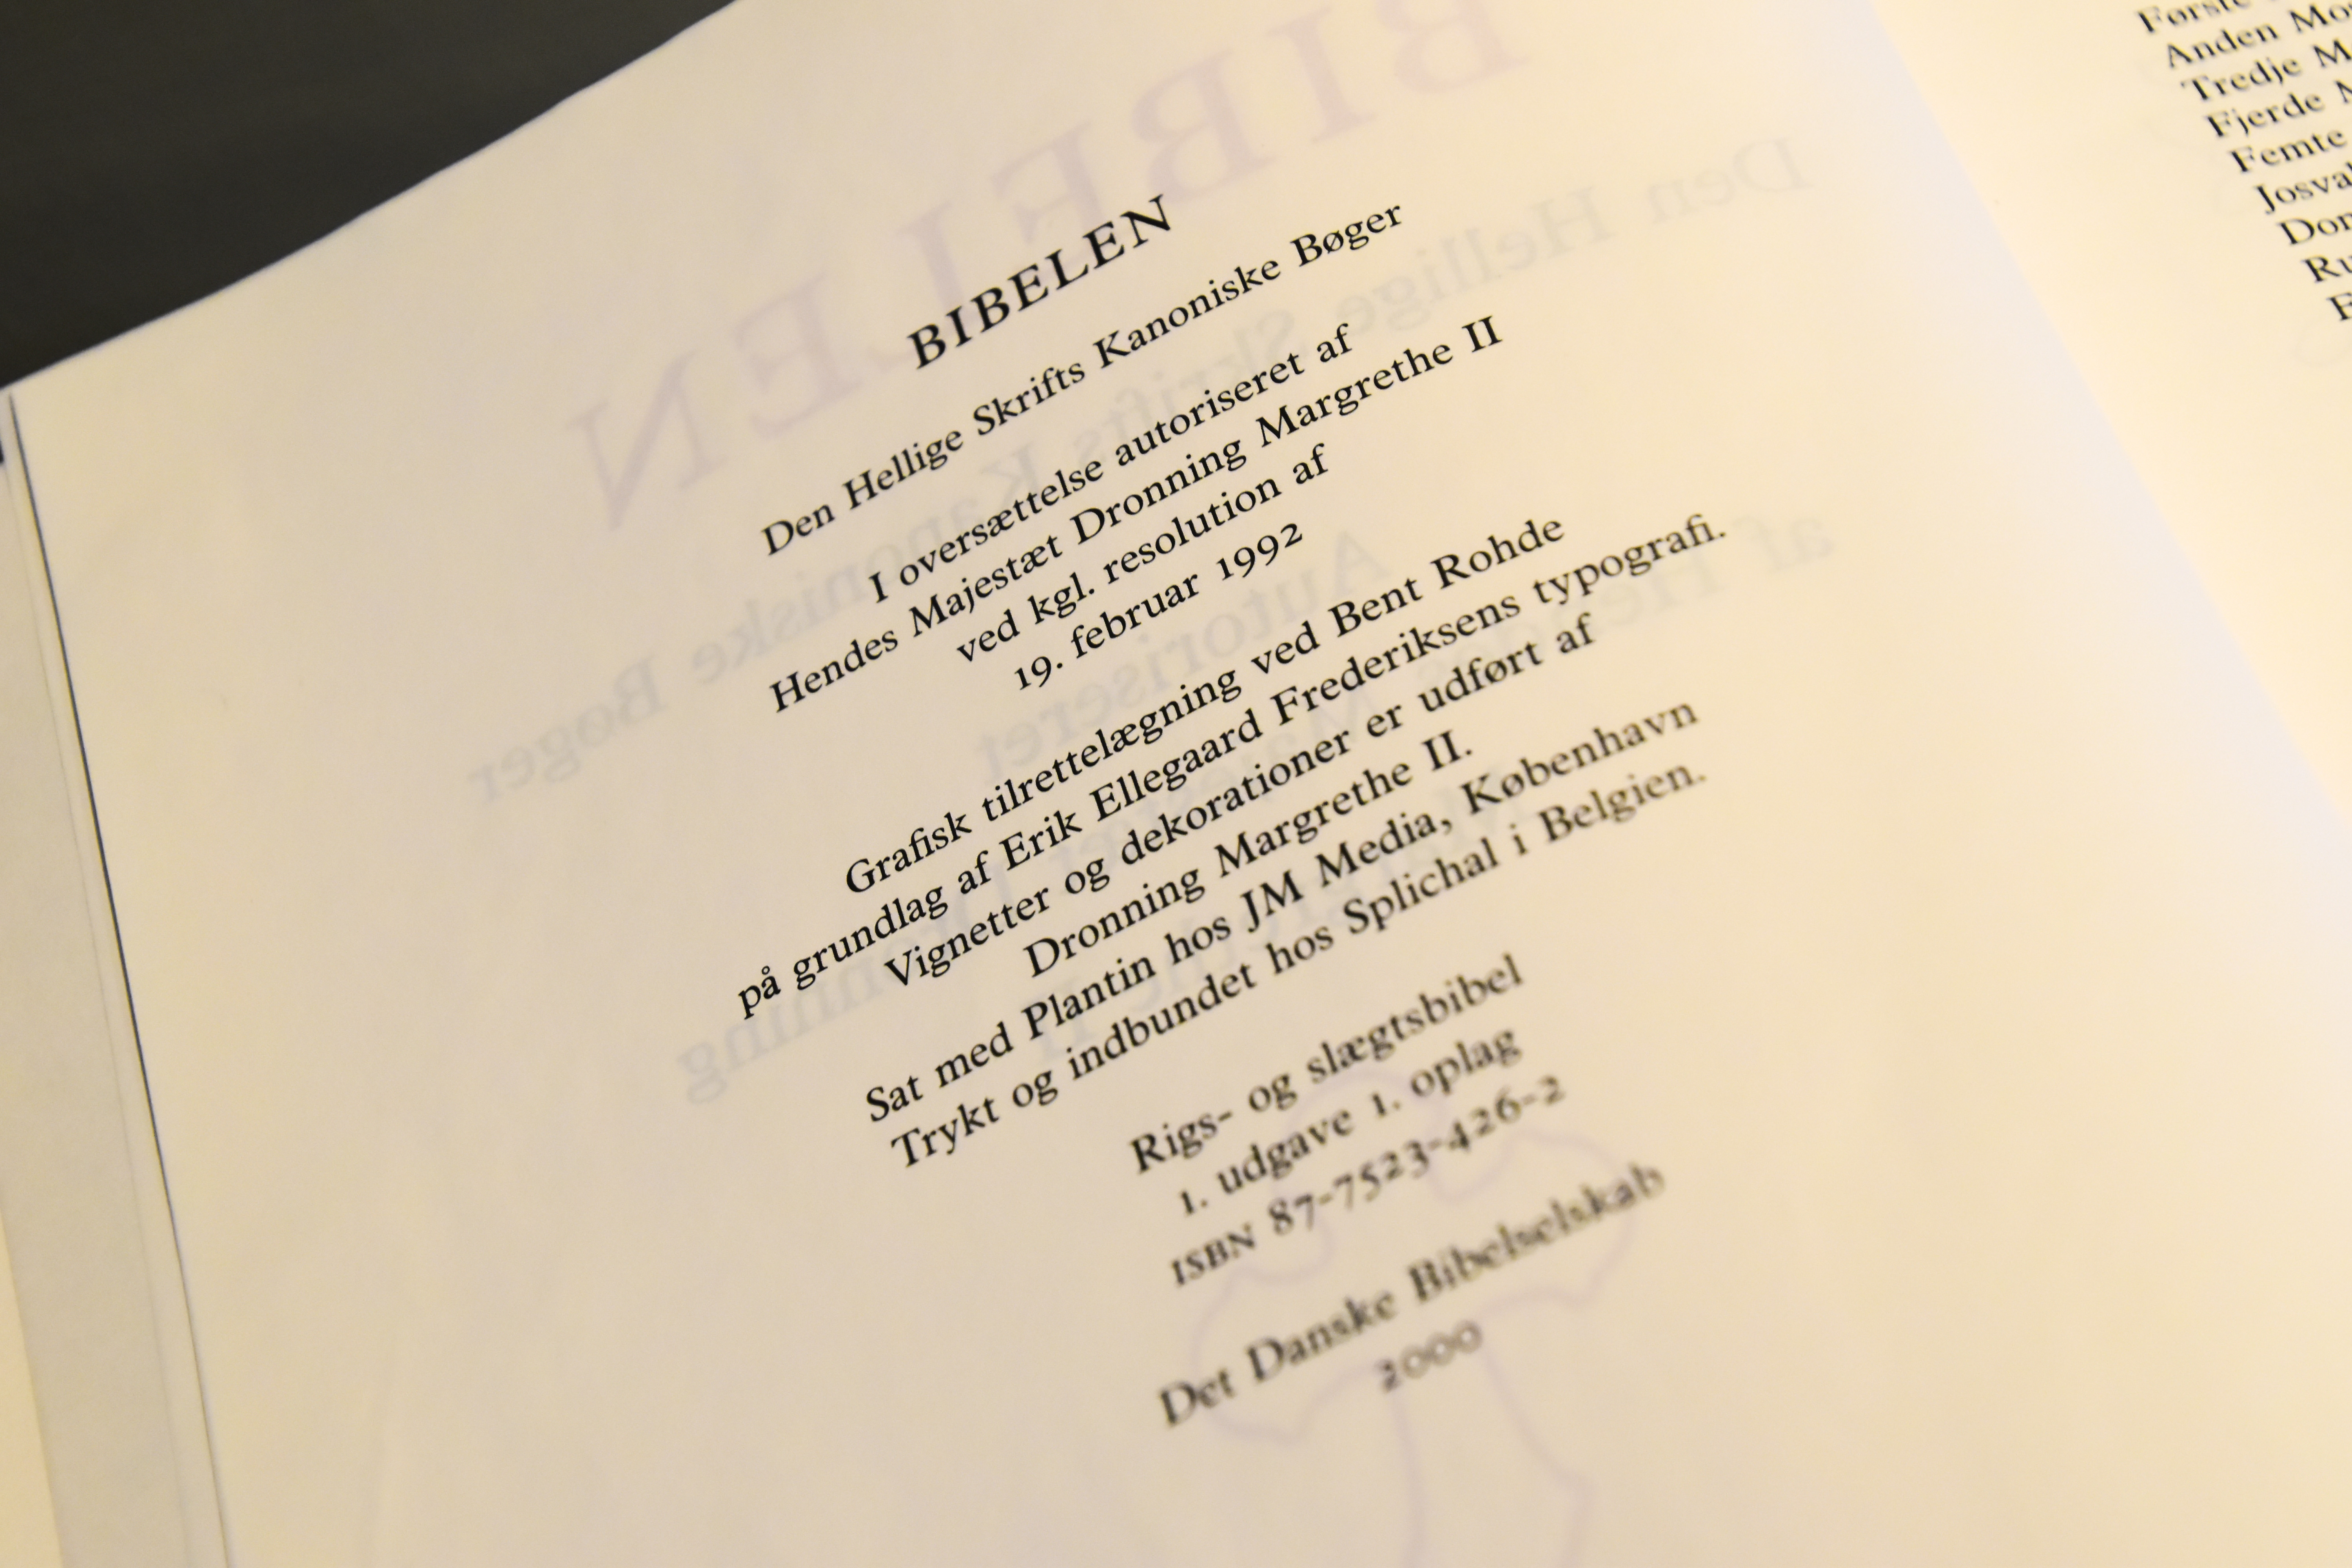 BIBELEN
Den Hellige Skrifts Kanoniske Bøger
I oversættelse autoriseret af
Hendes Majestæt Dronning Margrethe II
ved kgl. resolution af
19. februar 1992
Grafisk tilrettelægning ved Bent Rohde
på grundlag af Erik Ellegaard Frederiksens typografi.
Vignetter og dekorationer er udført af
Dronning Margrethe II.
Sat med Plantin hos JM Media, København
Trykt og indbundet hos Splichal i Belgien.
Rigs- og slægtsbibel
1. udgave 1. oplag
ISBN 87-7523-426-2
Det Danske Bibelselskab
2000
Første
Anden
Tredje
Fjerde
Femte